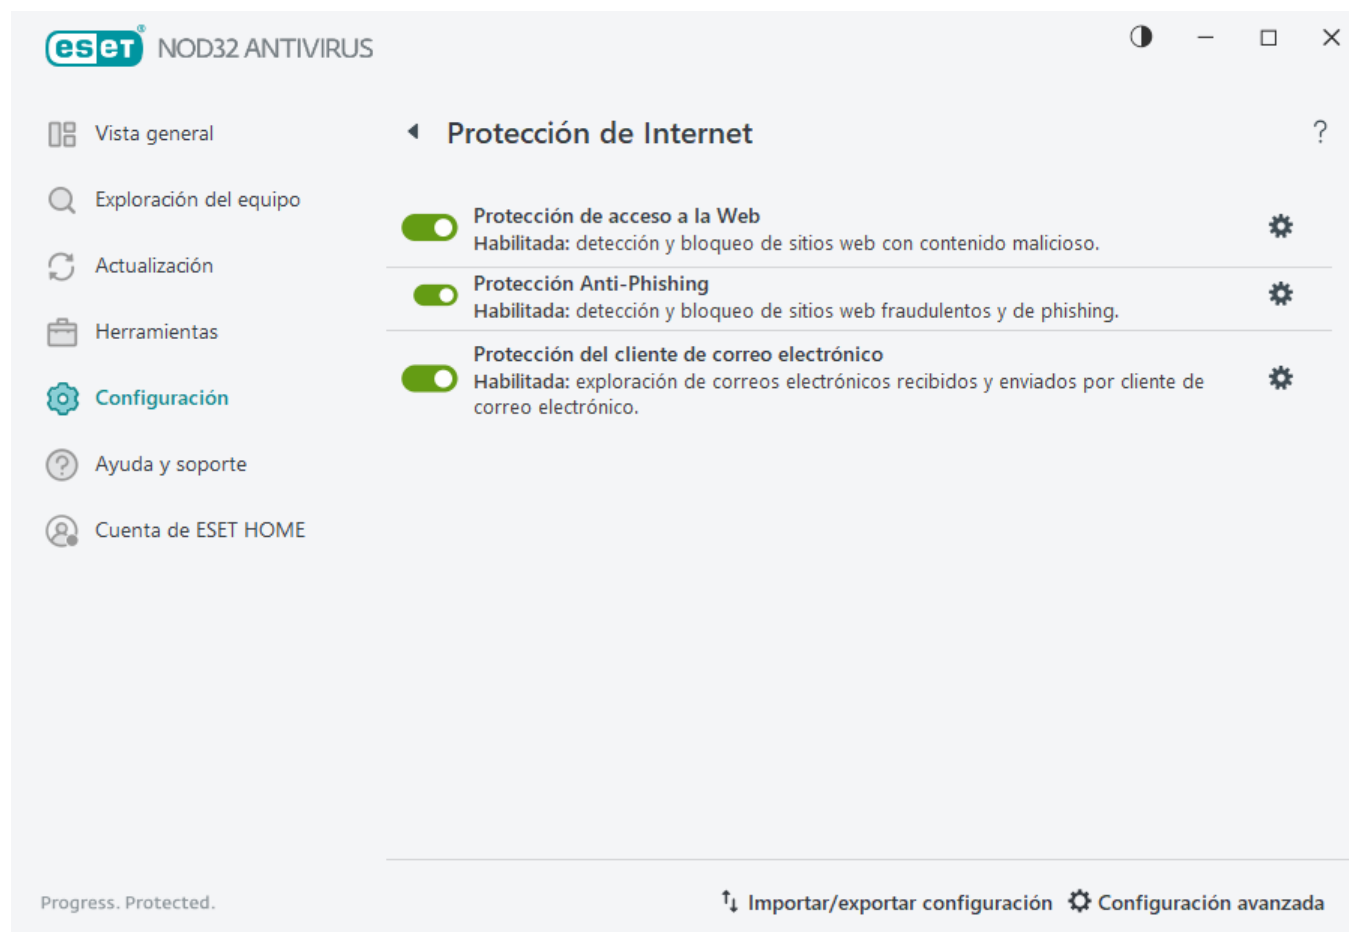 eset® NOD32 ANTIVIRUS
Vista general
Exploración del equipo
Actualización
Herramientas
Configuración
Ayuda y soporte
Cuenta de ESET HOME
Protección de Internet
?
Protección de acceso a la Web
Habilitada: detección y bloqueo de sitios web con contenido malicioso.
Protección Anti-Phishing
Habilitada: detección y bloqueo de sitios web fraudulentos y de phishing.
Protección del cliente de correo electrónico
Habilitada: exploración de correos electrónicos recibidos y enviados por cliente de
correo electrónico.
Progress. Protected.
Importar/exportar configuración
Configuración avanzada